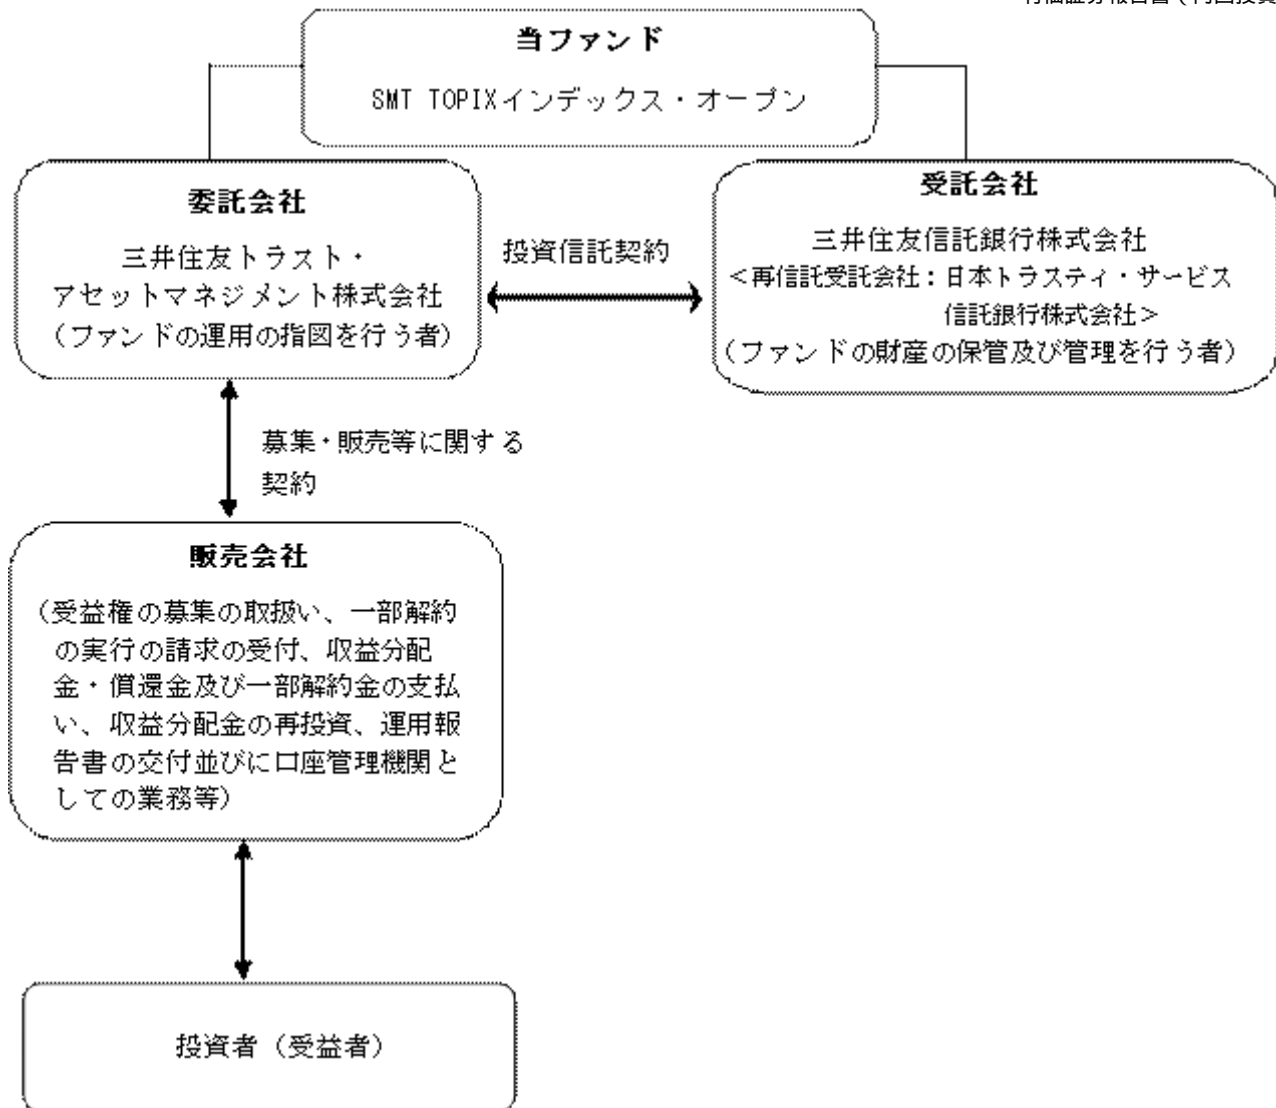 当ファンド
SMT TOPIXインデックス・オープン
委託会社
三井住友トラスト・
アセットマネジメント株式会社
（ファンドの運用の指図を行う者）
投資信託契約
受託会社
三井住友信託銀行株式会社
＜再信託受託会社：日本トラスティ・サービス
信託銀行株式会社＞
（ファンドの財産の保管及び管理を行う者）
募集・販売等に関する
契約
販売会社
（受益権の募集の取扱い、一部解約
の実行の請求の受付、収益分配
金・償還金及び一部解約金の支払
い、収益分配金の再投資、運用報
告書の交付並びに口座管理機関と
しての業務等）
投資者（受益者）